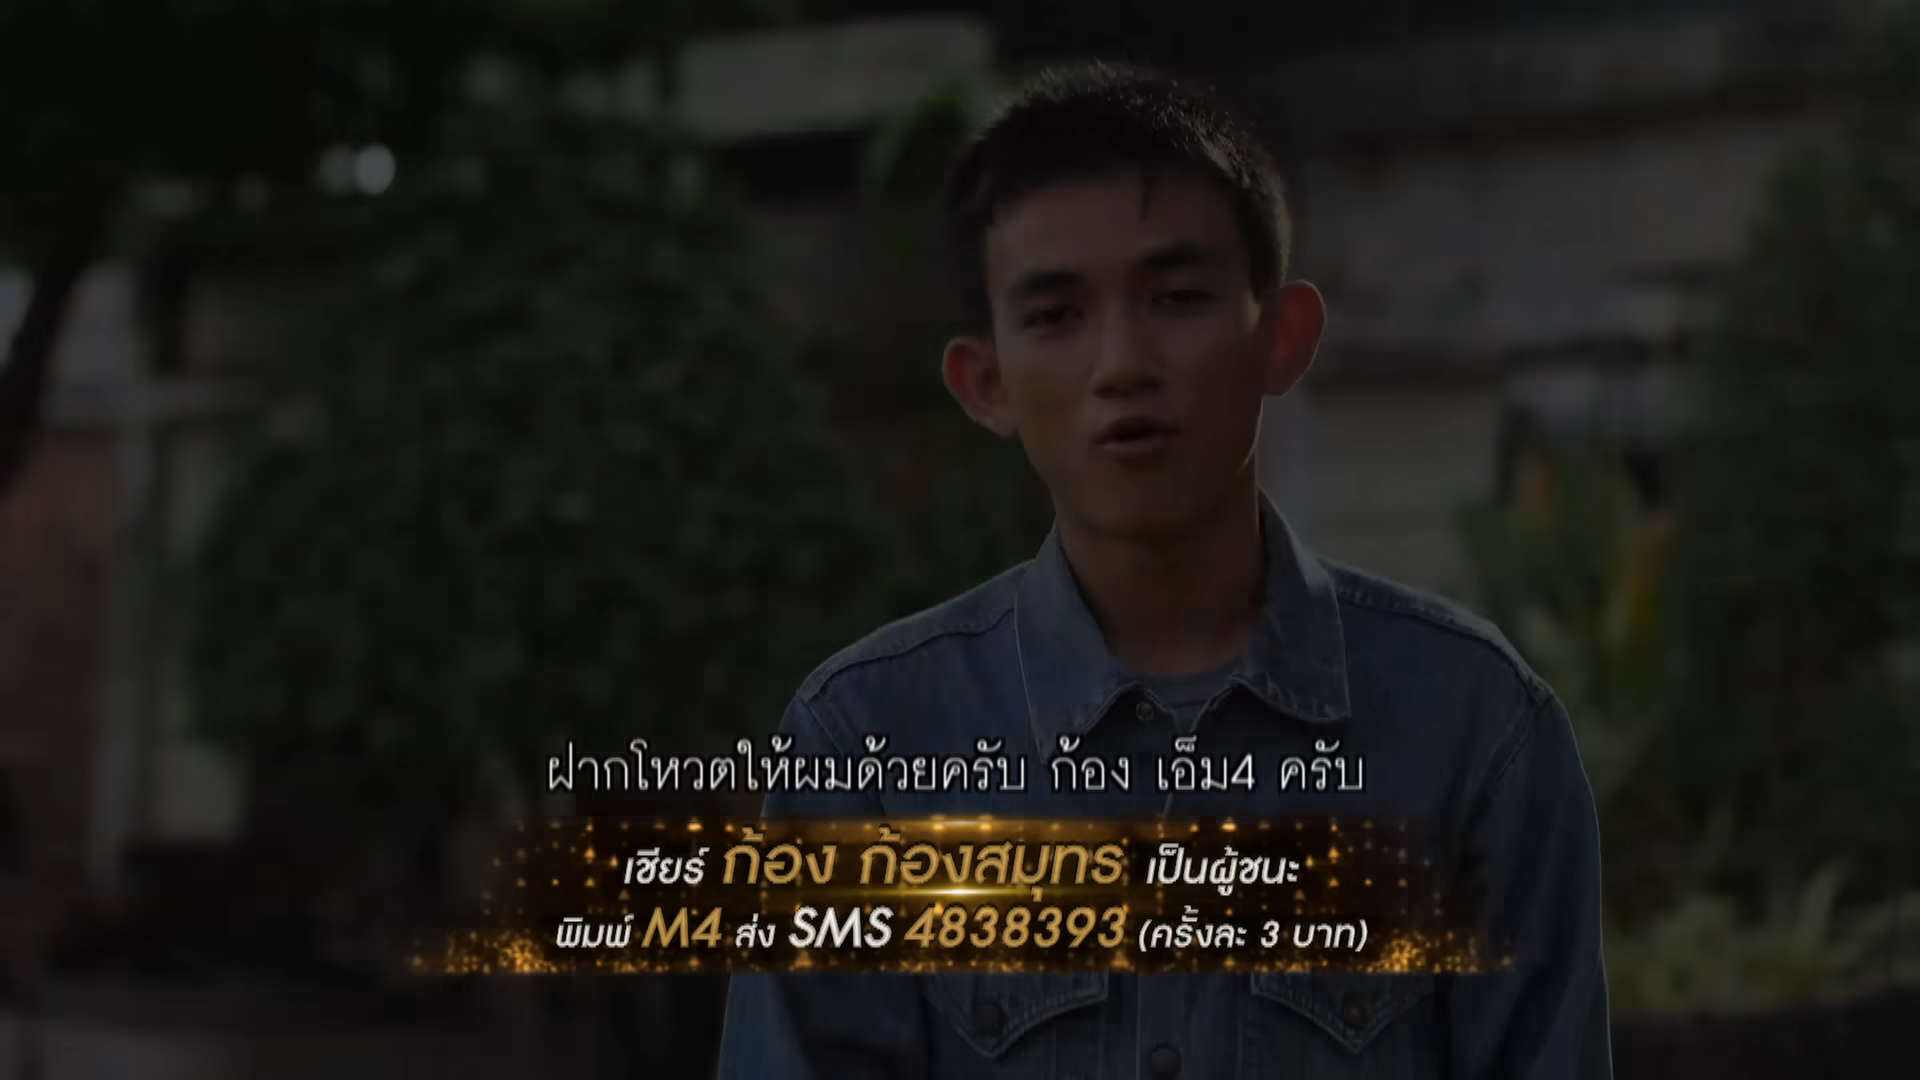 ฝากโหวตให้ผมด้วยครับ ก้อง เอ็ม4 ครับ
เชียร์ ก้อง ก้องสมุทร เป็นผู้ชนะ
พิมพ์ M4 ส่ง SMS 4838393 (ครั้งละ 3 บาท)